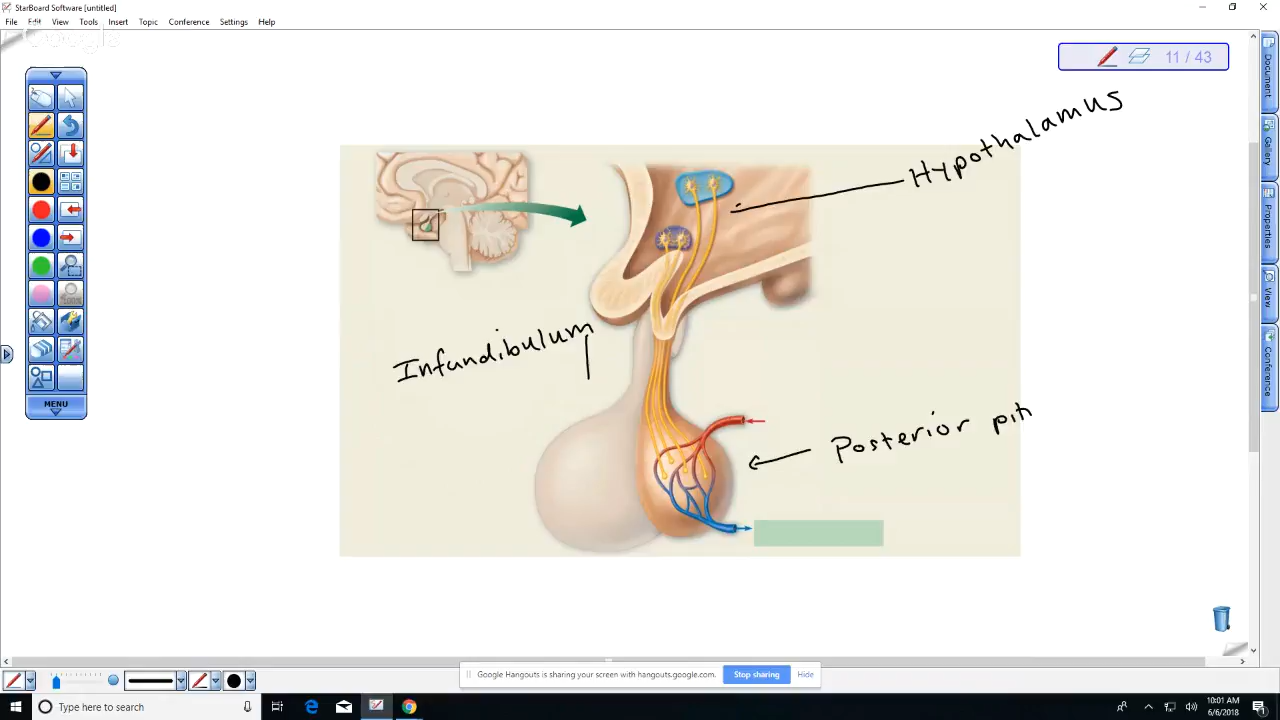 StarBoard Software [untitled]
File Edit View Tools Insert Topic Conference Settings Help
Google
11 / 43
Hypothalamus
Infundibulum
Posterior pit
MENU
Document
Gallery
Properties
View
Conference
Google Hangouts is sharing your screen with hangouts.google.com. Stop sharing Hide
Type here to search
10:01 AM
6/6/2018
1